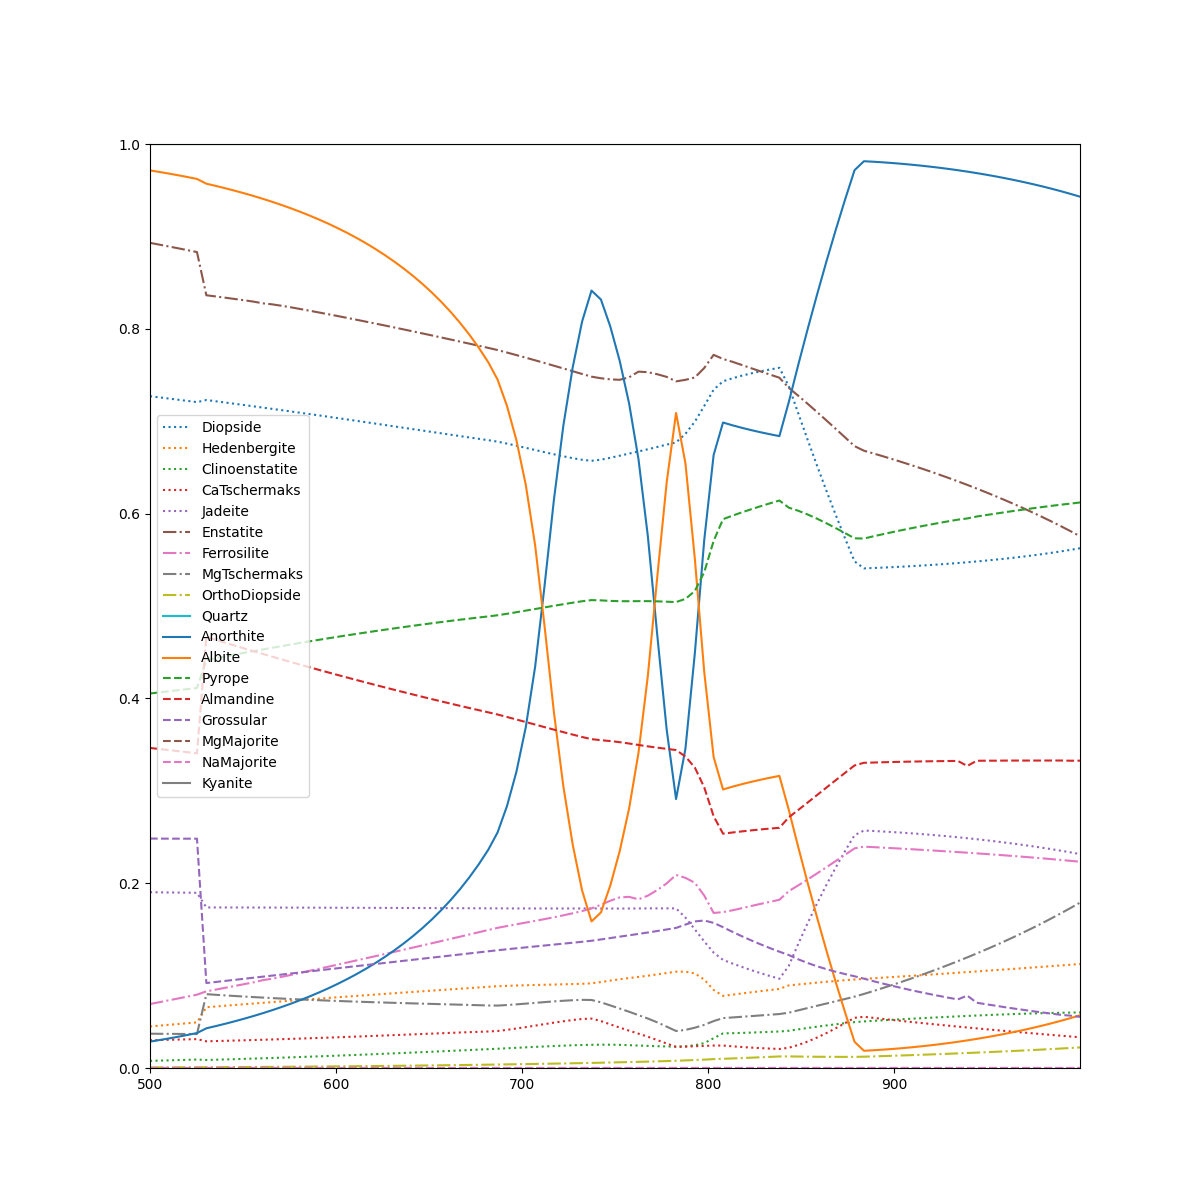 1.0
0.8
0.6
0.4
0.2
0.0
Diopside
Hedenbergite
Clinoenstatite
CaTschermaks
Jadeite
Enstatite
Ferrosilite
MgTschermaks
OrthoDiopside
Quartz
Anorthite
Albite
Pyrope
Almandine
Grossular
MgMajorite
NaMajorite
Kyanite
500 600 700 800 900